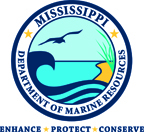 MISSISSIPPI
DEPARTMENT OF MARINE RESOURCES
ENHANCE ★ PROTECT ★ CONSERVE